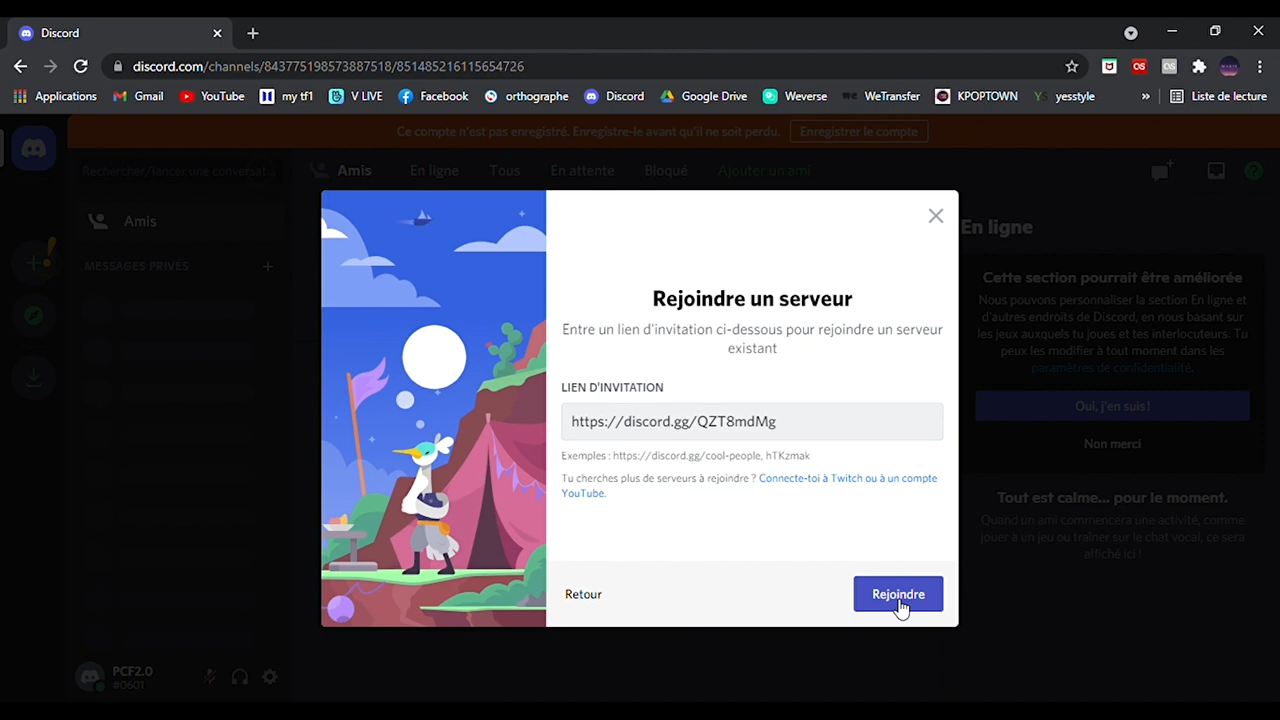 Discord
discord.com/channels/843775198573887518/851485216115654726
Applications
Gmail
YouTube
my tf1
V LIVE
Facebook
orthographe
Discord
Google Drive
Weverse
WeTransfer
KPOPTOWN
yesstyle
»
Liste de lecture
Ce compte n'est pas enregistré. Enregistre-le avant qu'il ne soit perdu.
Enregistrer le compte
Rechercher/lancer une conversat...
Amis
En ligne
Tous
En attente
Bloqué
Ajouter un ami
Amis
MESSAGES PRIVÉS
Rejoindre un serveur
Entre un lien d'invitation ci-dessous pour rejoindre un serveur
existant
LIEN D'INVITATION
https://discord.gg/QZT8mdMg
Exemples : https://discord.gg/cool-people, hTKzmak
Tu cherches plus de serveurs à rejoindre ? Connecte-toi à Twitch ou à un compte
YouTube.
Retour
Rejoindre
En ligne
Cette section pourrait être améliorée
Nous pouvons personnaliser la section En ligne et
d'autres endroits de Discord, en nous basant sur
les jeux auxquels tu joues et tes interlocuteurs. Tu
peux les modifier à tout moment dans les
paramètres de confidentialité.
Oui, j'en suis!
Non merci
Tout est calme... pour le moment.
Quand un ami commencera une activité, comme
jouer à un jeu ou traîner sur le chat vocal, ce sera
affiché ici !
PCF2.0
#0601